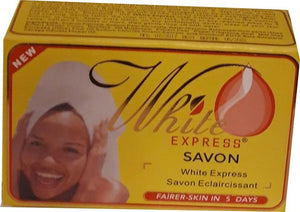 NEW
White
EXPRESS®
SAVON
White Express
Savon Eclaircissant
FAIRER-SKIN IN 5 DAYS